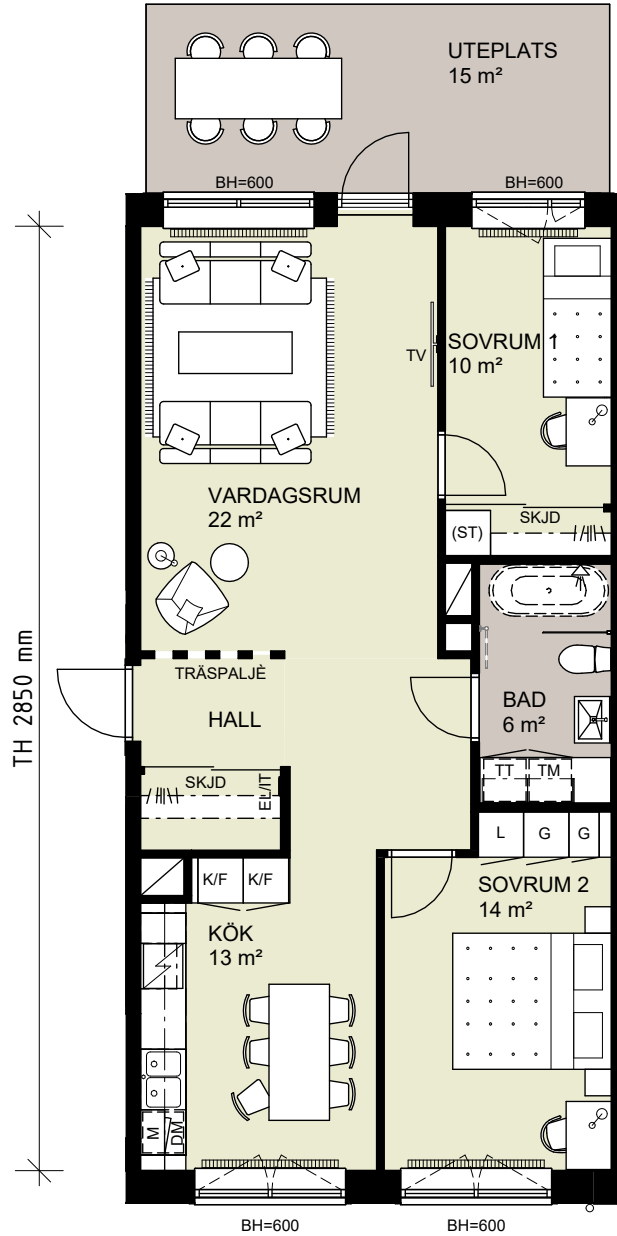 UTEPLATS
15 m²
BH=600
BH=600
TV
SOVRUM 1
10 m²
VARDAGSRUM
22 m²
(ST)
SKJD
TRÄSPALJÈ
HALL
BAD
6 m²
TH 2850 mm
SKJD
EL/IT
TT
TM
L
G
G
K/F
K/F
SOVRUM 2
14 m²
KÖK
13 m²
M
DM
BH=600
BH=600